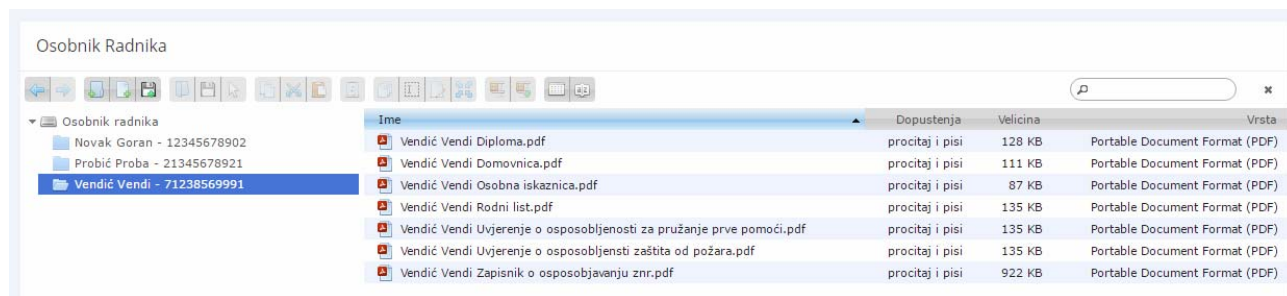 Osobnik Radnika
Osobnik radnika
Novak Goran - 12345678902
Probić Proba - 21345678921
Vendić Vendi - 71238569991
Ime Dopustenja Velicina Vrsta
Vendić Vendi Diploma.pdf procitaj i pisi 128 KB Portable Document Format (PDF)
Vendić Vendi Domovnica.pdf procitaj i pisi 111 KB Portable Document Format (PDF)
Vendić Vendi Osobna iskaznica.pdf procitaj i pisi 87 KB Portable Document Format (PDF)
Vendić Vendi Rodni list.pdf procitaj i pisi 135 KB Portable Document Format (PDF)
Vendić Vendi Uvjerenje o osposobljenosti za pružanje prve pomoći.pdf procitaj i pisi 135 KB Portable Document Format (PDF)
Vendić Vendi Uvjerenje o osposobljensti zaštita od požara.pdf procitaj i pisi 135 KB Portable Document Format (PDF)
Vendić Vendi Zapisnik o osposobjavanju znr.pdf procitaj i pisi 922 KB Portable Document Format (PDF)